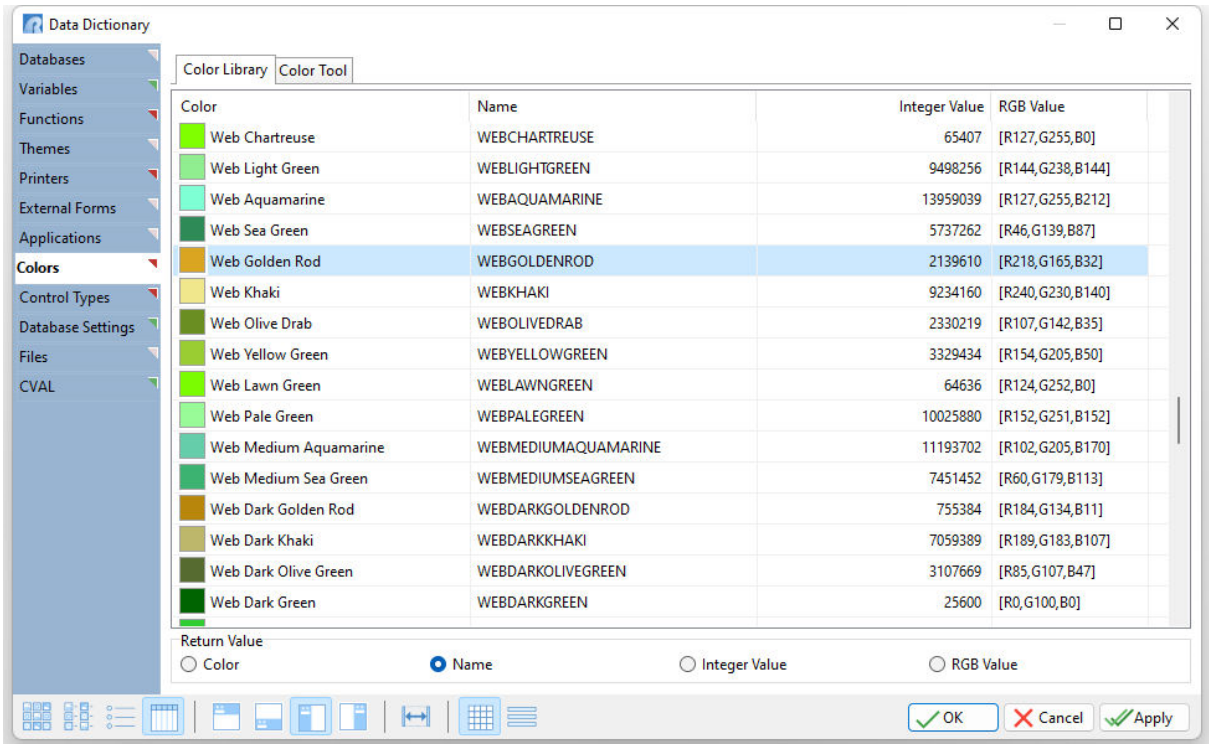 Data Dictionary
Databases
Variables
Functions
Themes
Printers
External Forms
Applications
Colors
Control Types
Database Settings
Files
CVAL
Color Library Color Tool
Color Name Integer Value RGB Value
Web Chartreuse WEBCHARTREUSE 65407 [R127,G255,B0]
Web Light Green WEBLIGHTGREEN 9498256 [R144,G238,B144]
Web Aquamarine WEBAQUAMARINE 13959039 [R127,G255,B212]
Web Sea Green WEBSEAGREEN 5737262 [R46,G139,B87]
Web Golden Rod WEBGOLDENROD 2139610 [R218,G165,B32]
Web Khaki WEBKHAKI 9234160 [R240,G230,B140]
Web Olive Drab WEBOLIVEDRAB 2330219 [R107,G142,B35]
Web Yellow Green WEBYELLOWGREEN 3329434 [R154,G205,B50]
Web Lawn Green WEBLAWNGREEN 64636 [R124,G252,B0]
Web Pale Green WEBPALEGREEN 10025880 [R152,G251,B152]
Web Medium Aquamarine WEBMEDIUMAQUAMARINE 11193702 [R102,G205,B170]
Web Medium Sea Green WEBMEDIUMSEAGREEN 7451452 [R60,G179,B113]
Web Dark Golden Rod WEBDARKGOLDENROD 755384 [R184,G134,B11]
Web Dark Khaki WEBDARKKHAKI 7059389 [R189,G183,B107]
Web Dark Olive Green WEBDARKOLIVEGREEN 3107669 [R85,G107,B47]
Web Dark Green WEBDARKGREEN 25600 [R0,G100,B0]
Return Value
Color Name Integer Value RGB Value
OK Cancel Apply